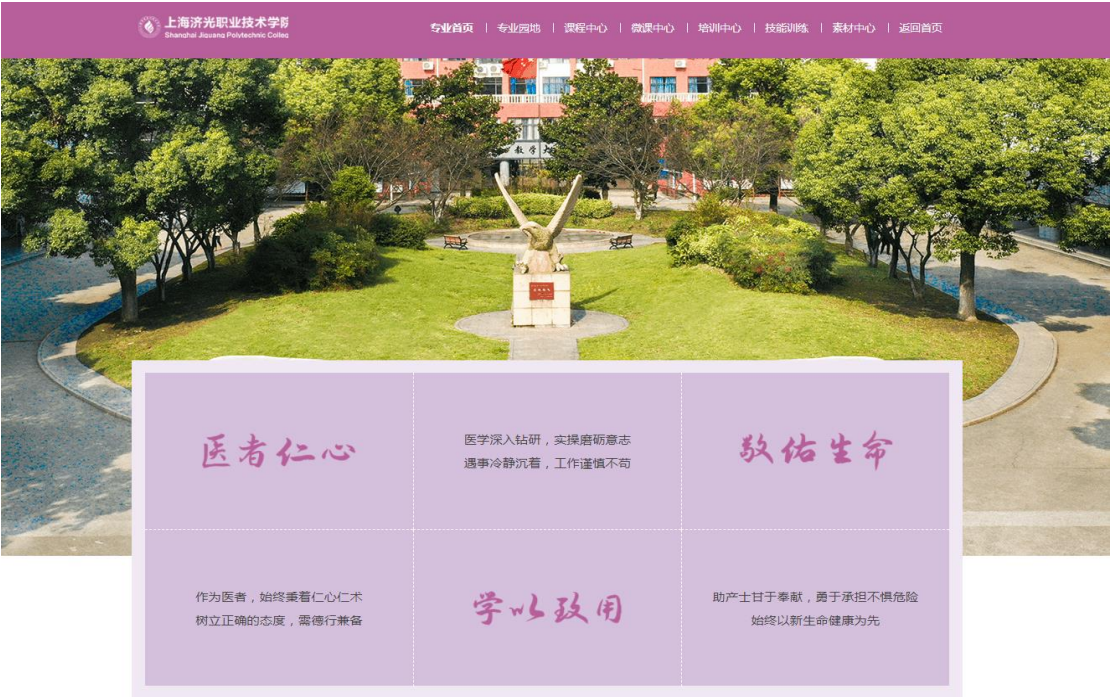 上海济光职业技术学院
Shanghai Jiguang Polytechnic Colleg
专业首页 | 专业园地 | 课程中心 | 微课中心 | 培训中心 | 技能训练 | 素材中心 | 返回首页
教学
医者仁心
医学深入钻研，实操磨砺意志
遇事冷静沉着，工作谨慎不苟
敬佑生命
作为医者，始终秉着仁心仁术
树立正确的态度，需德行兼备
学以致用
助产士甘于奉献，勇于承担不惧危险
始终以新生命健康为先